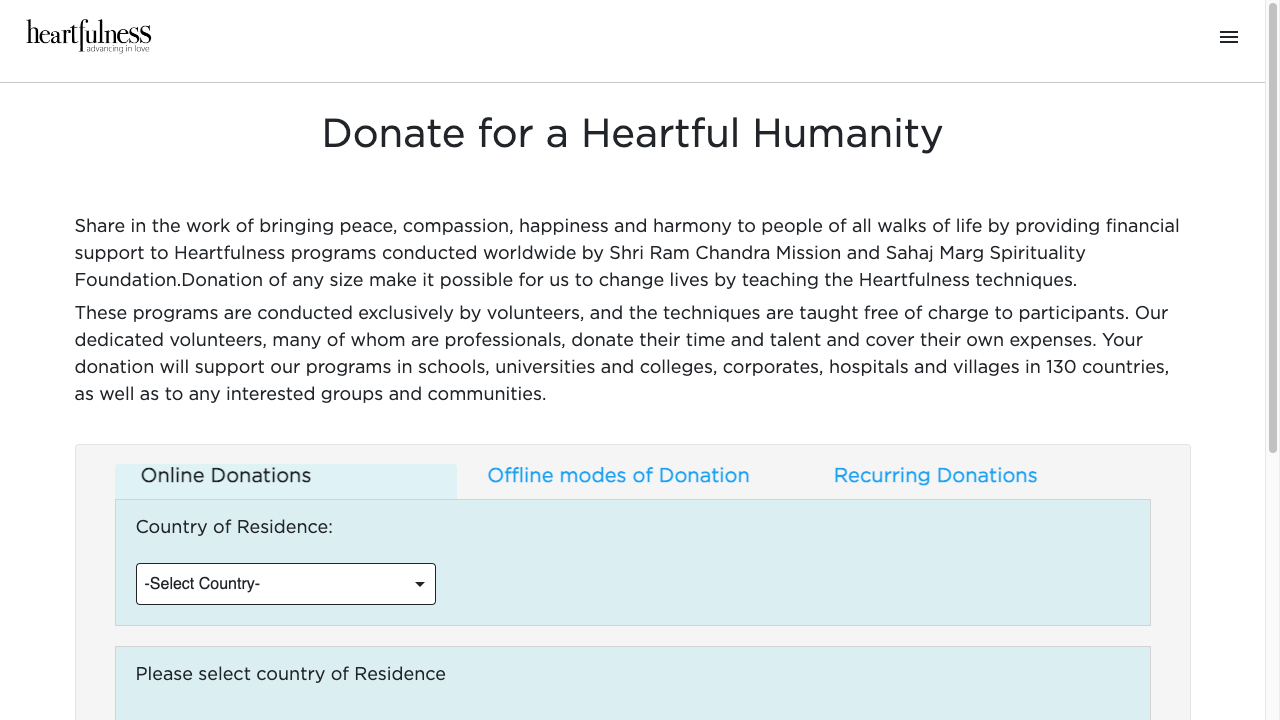 heartfulness
advancing in love
Donate for a Heartful Humanity
Share in the work of bringing peace, compassion, happiness and harmony to people of all walks of life by providing financial
support to Heartfulness programs conducted worldwide by Shri Ram Chandra Mission and Sahaj Marg Spirituality
Foundation.Donation of any size make it possible for us to change lives by teaching the Heartfulness techniques.
These programs are conducted exclusively by volunteers, and the techniques are taught free of charge to participants. Our
dedicated volunteers, many of whom are professionals, donate their time and talent and cover their own expenses. Your
donation will support our programs in schools, universities and colleges, corporates, hospitals and villages in 130 countries,
as well as to any interested groups and communities.
Online Donations Offline modes of Donation Recurring Donations
Country of Residence:
-Select Country-
Please select country of Residence